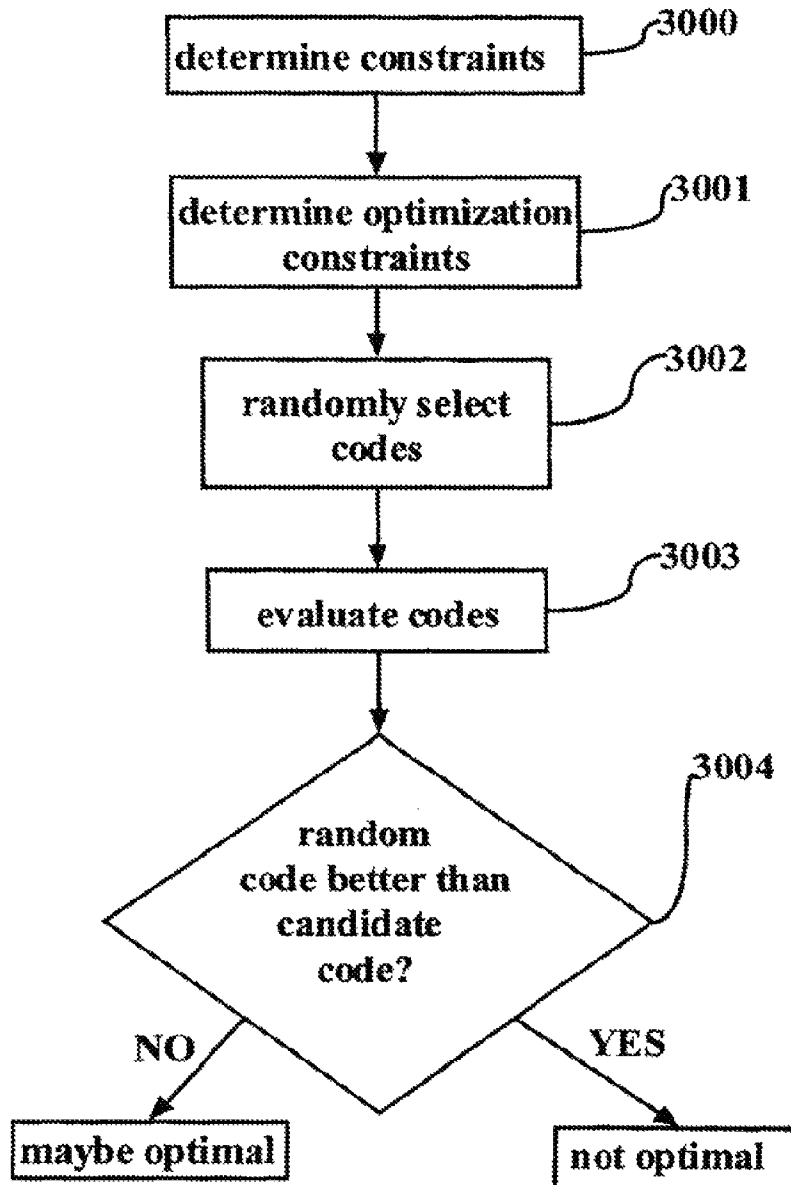 3000
determine constraints
3001
determine optimization
constraints
3002
randomly select
codes
3003
evaluate codes
3004
random
code better than
candidate
code?
NO
YES
maybe optimal
not optimal